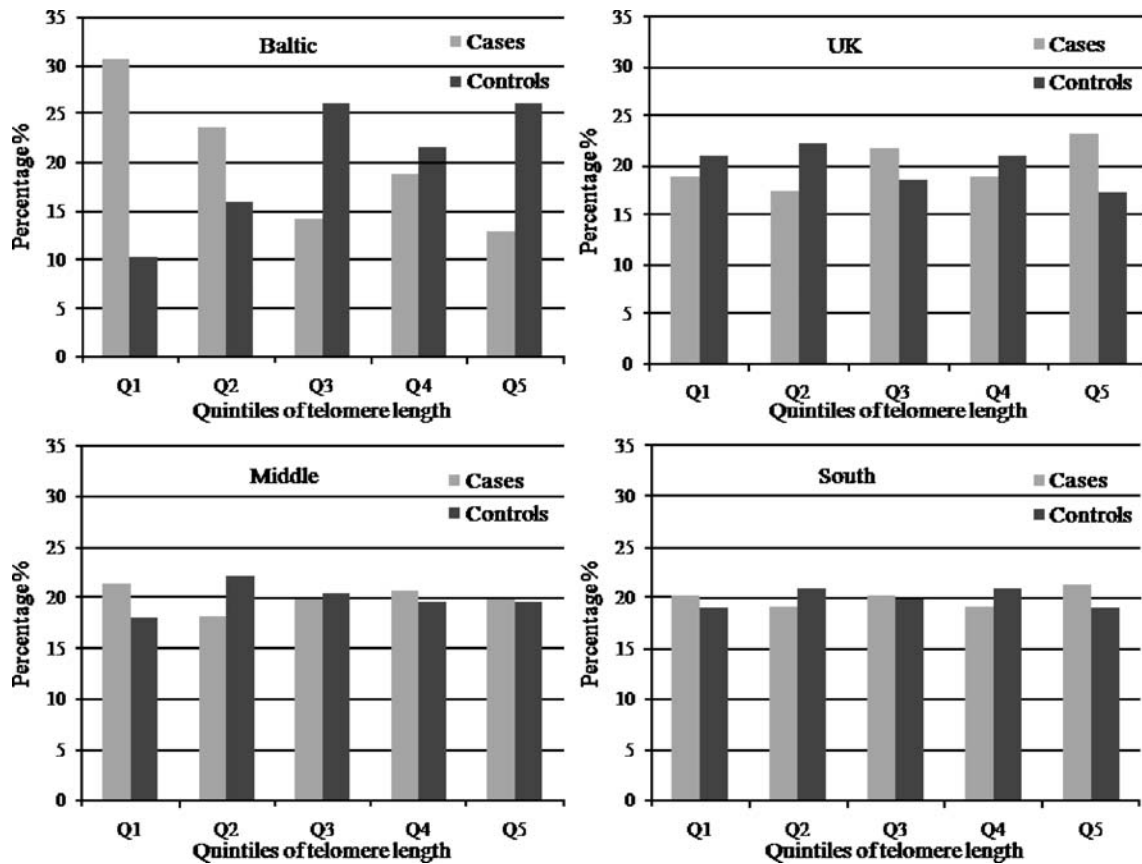 35
30
25
20
15
10
5
0
Percentage %
Baltic
Cases
Controls
Q1 Q2 Q3 Q4 Q5
Quintiles of telomere length
35
30
25
20
15
10
5
0
Percentage %
UK
Cases
Controls
Q1 Q2 Q3 Q4 Q5
Quintiles of telomere length
35
30
25
20
15
10
5
0
Percentage %
Middle
Cases
Controls
Q1 Q2 Q3 Q4 Q5
Quintiles of telomere length
35
30
25
20
15
10
5
0
Percentage %
South
Cases
Controls
Q1 Q2 Q3 Q4 Q5
Quintiles of telomere length